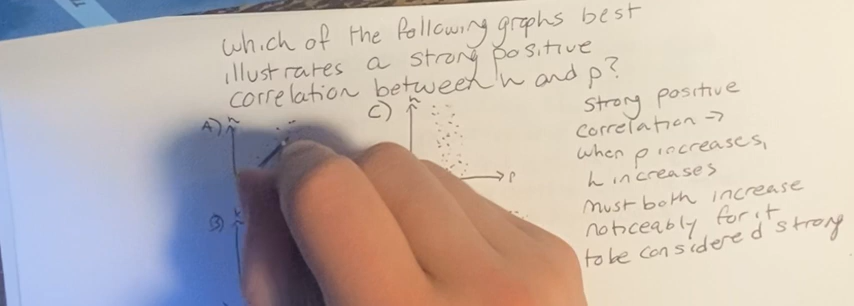 which of the following graphs best
illustrates a strong positive
correlation between h and p?
A)
h
C)
h
p
B)
h
Strong positive
correlation →
when p increases,
h increases
must both increase
noticeably for it
to be considered strong